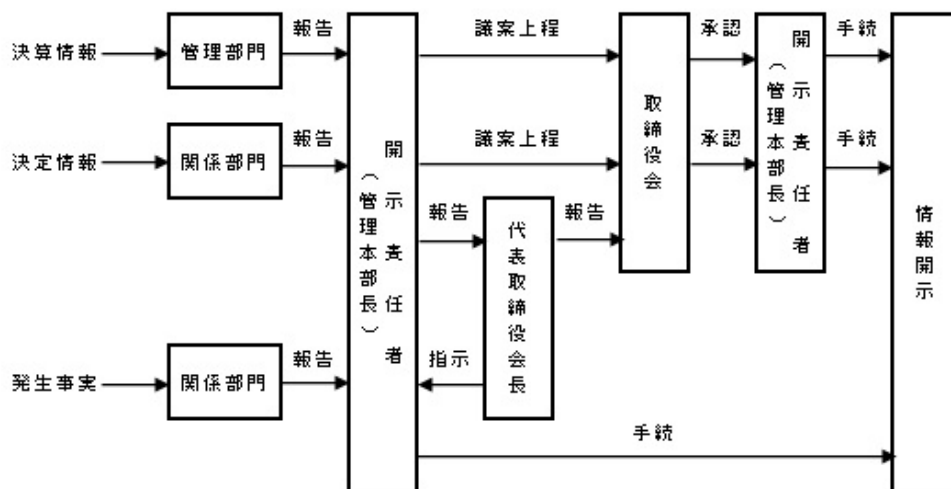 決算情報
管理部門
報告
議案上程
承認
手続
決定情報
関係部門
報告
議案上程
承認
手続
開示責任者
（管理本部長）
報告
代表取締役会長
報告
取締役会
開示責任者
（管理本部長）
情報開示
発生事実
関係部門
報告
指示
手続